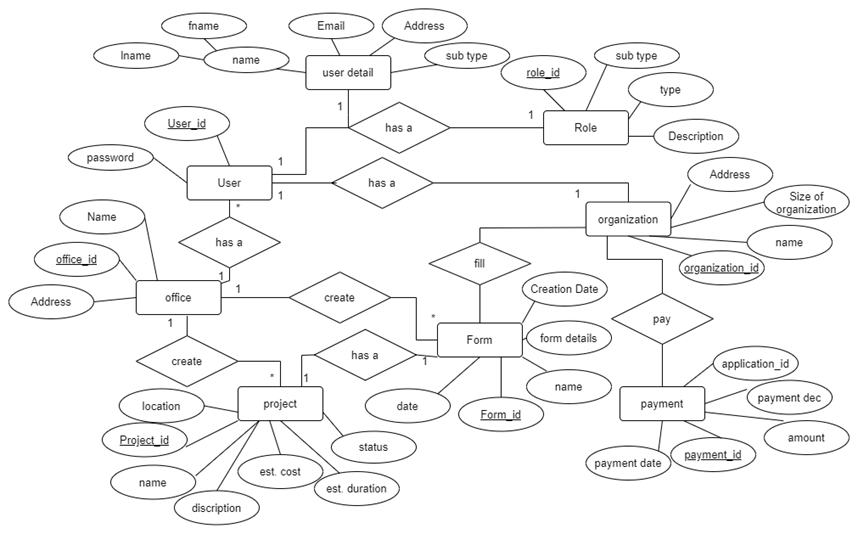 fname
Email
Address
lname
name
user detail
sub type
role_id
sub type
type
1
1
has a
Role
User_id
Description
password
1
User
1
has a
1
Address
Size of
organization
Name
*
organization
name
has a
office_id
fill
organization_id
1
Address
office
1
create
Creation Date
1
*
Form
form details
pay
create
has a
1
application_id
*
1
name
location
project
date
Form_id
payment
payment dec
Project_id
status
amount
name
est. cost
est. duration
payment date
payment_id
discription